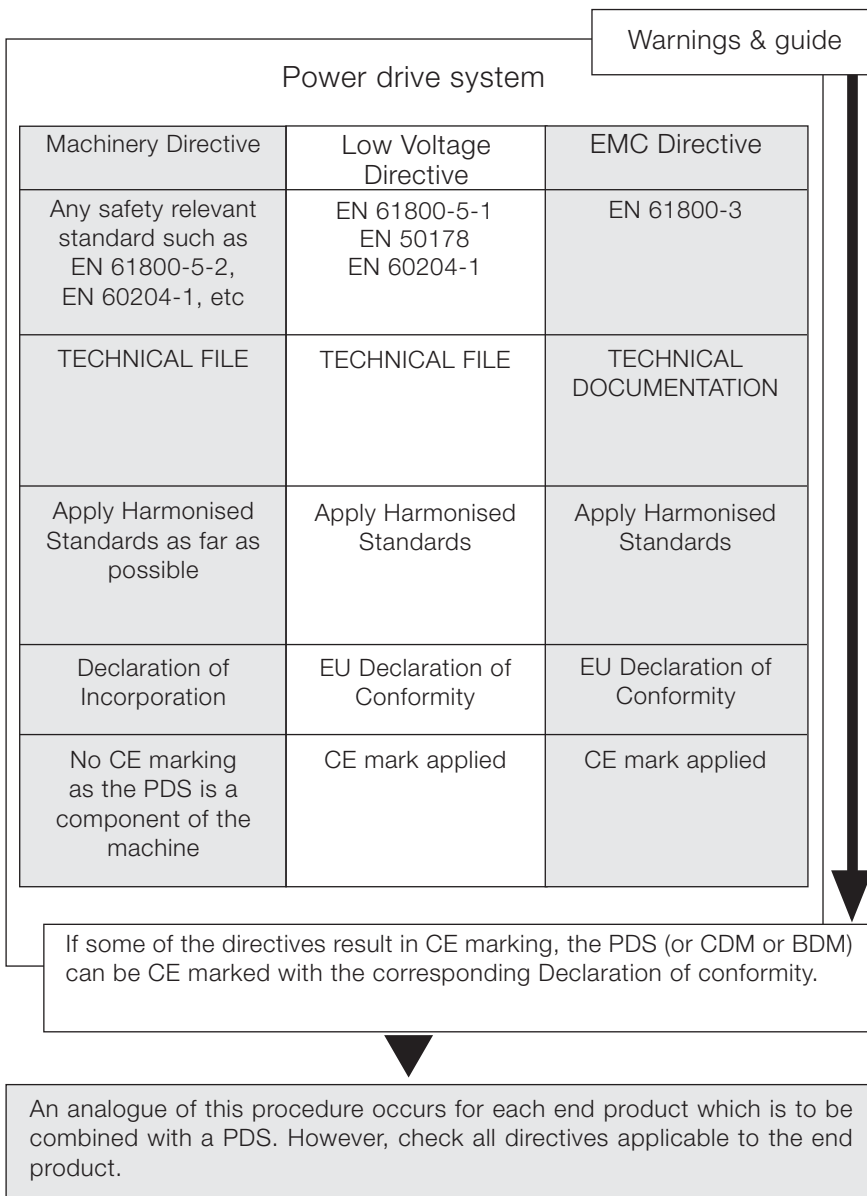 Warnings & guide
Power drive system
Machinery Directive
Low Voltage
Directive
EMC Directive
Any safety relevant
standard such as
EN 61800-5-2,
EN 60204-1, etc
EN 61800-5-1
EN 50178
EN 60204-1
EN 61800-3
TECHNICAL FILE
TECHNICAL FILE
TECHNICAL
DOCUMENTATION
Apply Harmonised
Standards as far as
possible
Apply Harmonised
Standards
Apply Harmonised
Standards
Declaration of
Incorporation
EU Declaration of
Conformity
EU Declaration of
Conformity
No CE marking
as the PDS is a
component of the
machine
CE mark applied
CE mark applied
If some of the directives result in CE marking, the PDS (or CDM or BDM)
can be CE marked with the corresponding Declaration of conformity.
An analogue of this procedure occurs for each end product which is to be
combined with a PDS. However, check all directives applicable to the end
product.